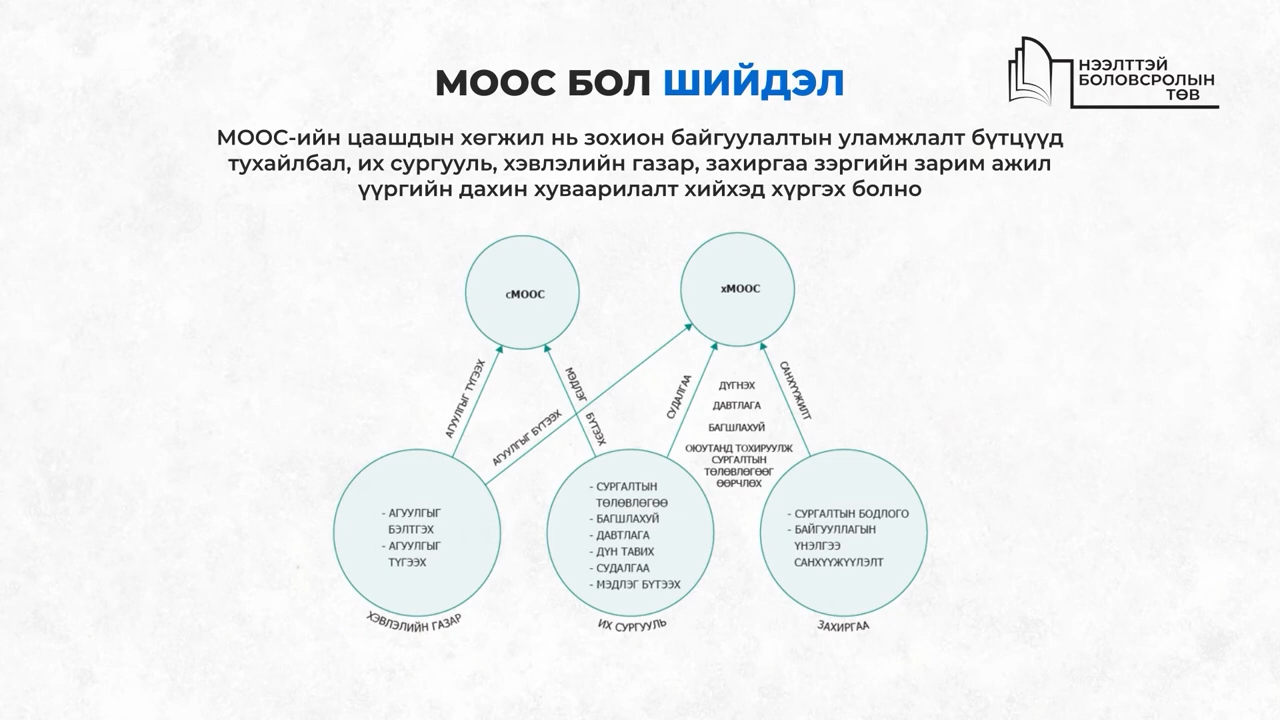 НЭЭЛТТЭЙ
БОЛОВСРОЛЫН
ТӨВ
МООС БОЛ ШИЙДЭЛ
МООС-ийн цаашдын хөгжил нь зохион байгуулалтын уламжлалт бүтцүүд
тухайлбал, их сургууль, хэвлэлийн газар, захиргаа зэргийн зарим ажил
үүргийн дахин хуваарилалт хийхэд хүргэх болно
cMOOC
xMOOC
АГУУЛГЫГ ТҮГЭЭХ
МЭДЛЭГ БҮТЭЭХ
АГУУЛГЫГ БҮТЭЭХ
СУДАЛГАА
ДҮГНЭХ
ДАВТЛАГА
БАГШЛАХУЙ
ОЮУТАНД ТОХИРУУЛЖ
СУРГАЛТЫН
ТӨЛӨВЛӨГӨӨГ
ӨӨРЧЛӨХ
САНХҮҮЖИЛТ
- АГУУЛГЫГ
БЭЛТГЭХ
- АГУУЛГЫГ
ТҮГЭЭХ
ХЭВЛЭЛИЙН ГАЗАР
- СУРГАЛТЫН
ТӨЛӨВЛӨГӨӨ
- БАГШЛАХУЙ
- ДАВТЛАГА
- ДҮН ТАВИХ
- СУДАЛГАА
- МЭДЛЭГ БҮТЭЭХ
ИХ СУРГУУЛЬ
- СУРГАЛТЫН БОДЛОГО
- БАЙГУУЛЛАГЫН
ҮНЭЛГЭЭ
САНХҮҮЖҮҮЛЭЛТ
ЗАХИРГАА